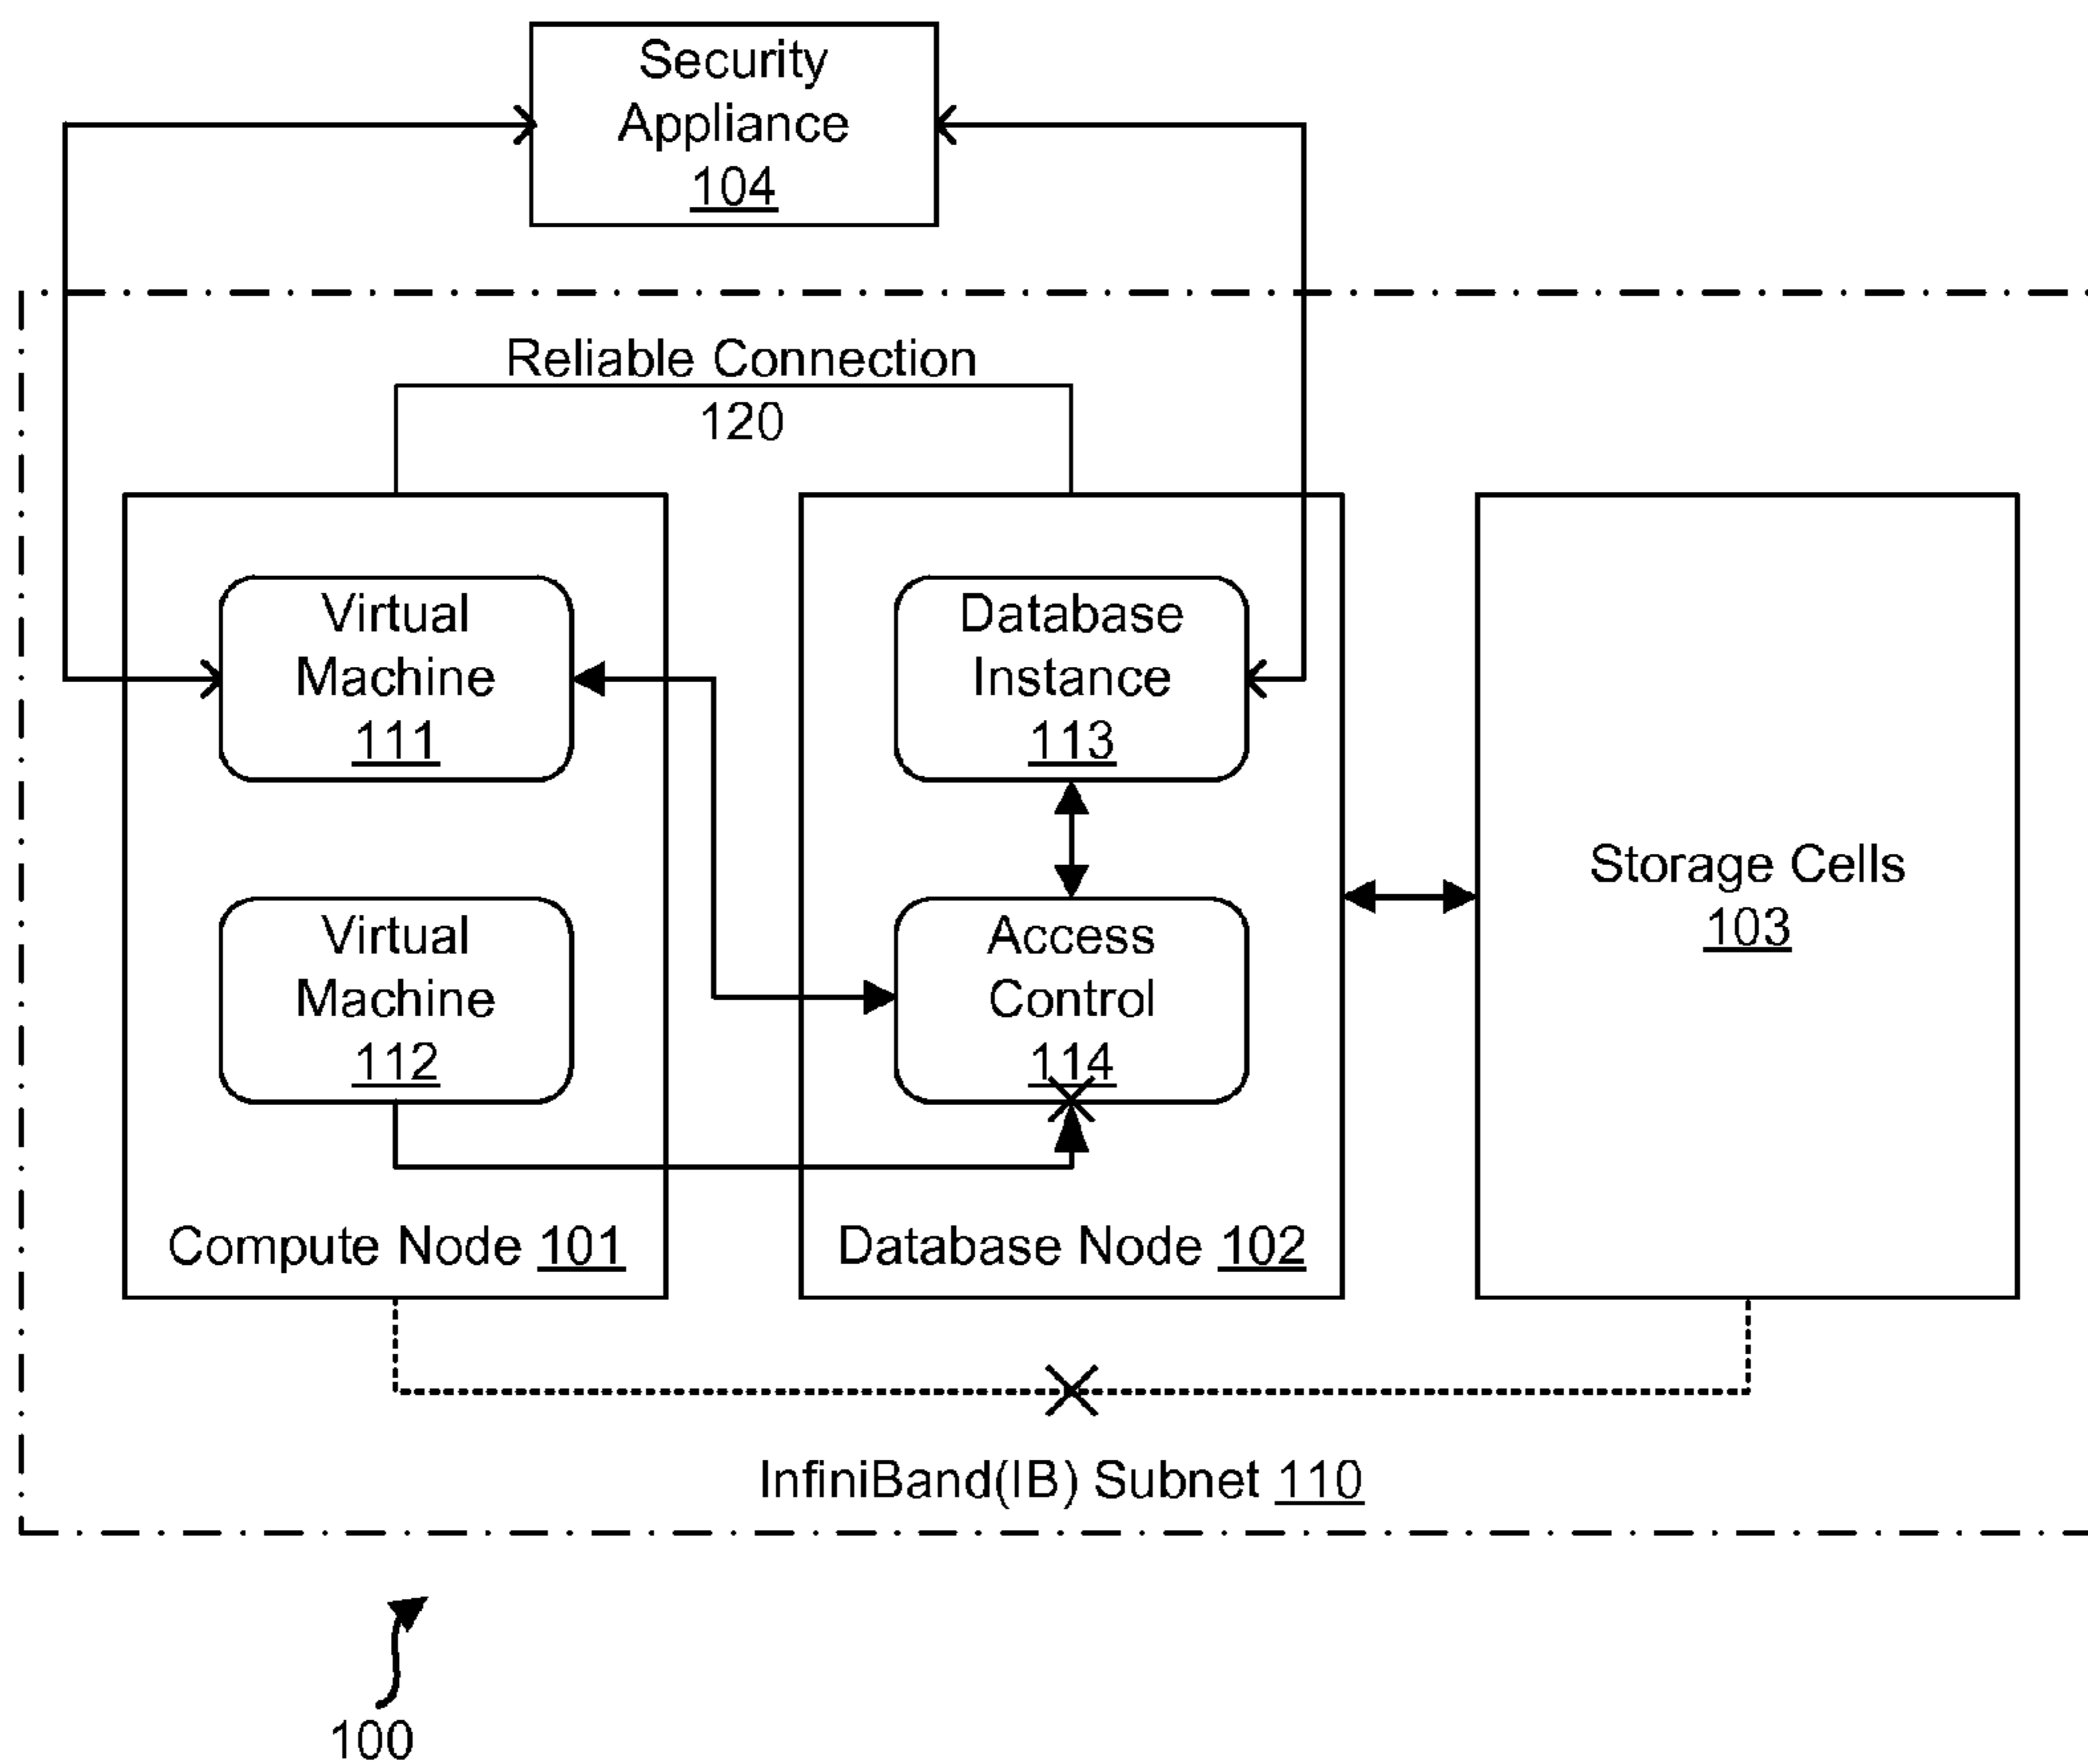 Security
Appliance
104
Reliable Connection
120
Virtual
Machine
111
Database
Instance
113
Storage Cells
103
Virtual
Machine
112
Access
Control
114
Compute Node 101
Database Node 102
InfiniBand(IB) Subnet 110
100